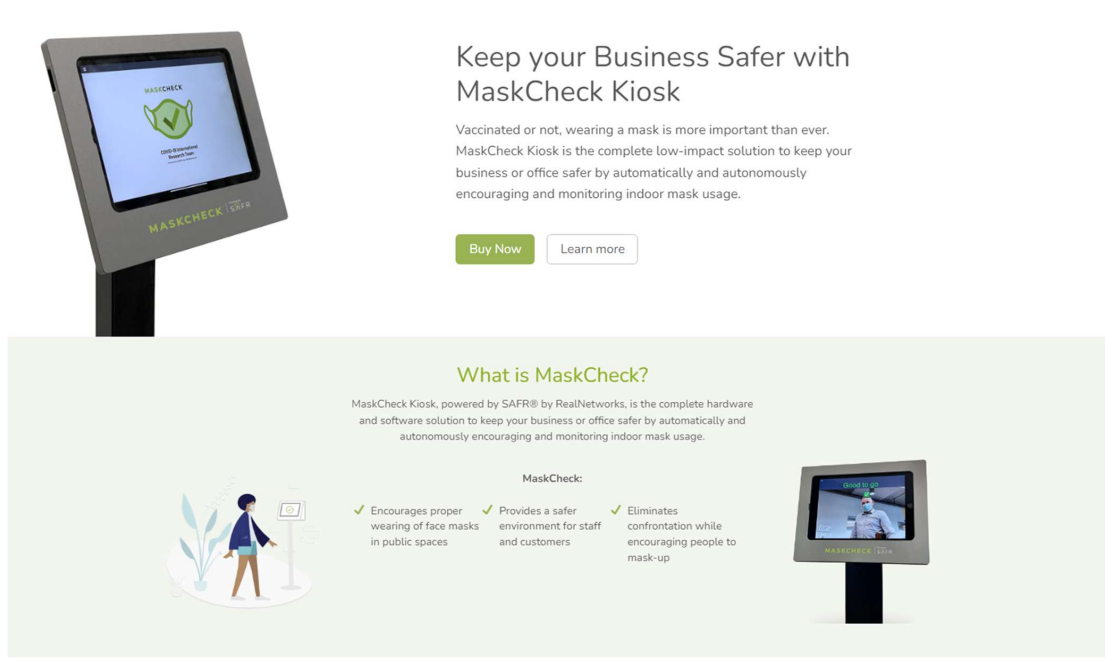 MASKCHECK
COVID-19 International
Research Team
MASKCHECK SAFR
Keep your Business Safer with
MaskCheck Kiosk
Vaccinated or not, wearing a mask is more important than ever.
MaskCheck Kiosk is the complete low-impact solution to keep your
business or office safer by automatically and autonomously
encouraging and monitoring indoor mask usage.
Buy Now Learn more
What is MaskCheck?
MaskCheck Kiosk, powered by SAFR® by RealNetworks, is the complete hardware
and software solution to keep your business or office safer by automatically and
autonomously encouraging and monitoring indoor mask usage.
MaskCheck:
Encourages proper
wearing of face masks
in public spaces
Provides a safer
environment for staff
and customers
Eliminates
confrontation while
encouraging people to
mask-up
Good to go
MASKCHECK SAFR